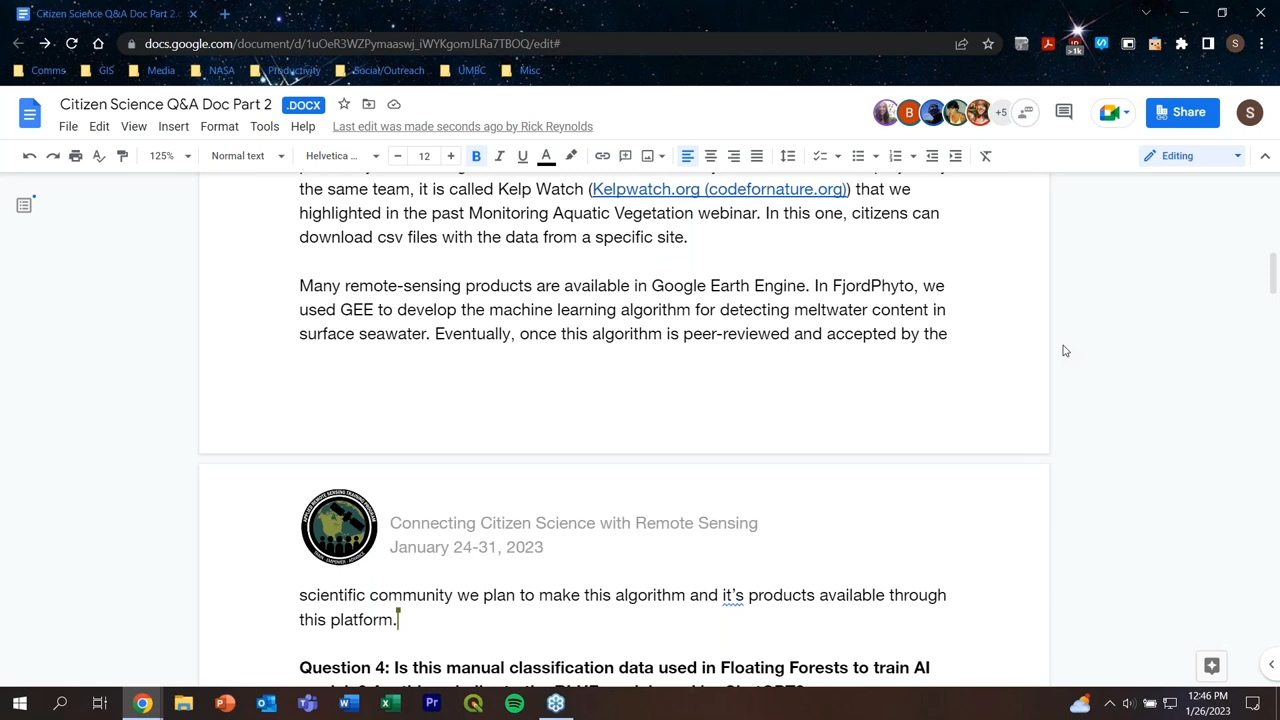 Citizen Science Q&A Doc Part 2.
docs.google.com/document/d/1uOeR3WZPymaaswj_iWYKgomJLRa7TBOQ/edit#
>1k
S
Comms GIS Media NASA Productivity Social/Outreach UMBC Misc
Citizen Science Q&A Doc Part 2 .DOCX
B +5 Share S
File Edit View Insert Format Tools Help Last edit was made seconds ago by Rick Reynolds
125% Normal text Helvetica ... 12 B I U A Editing
the same team, it is called Kelp Watch (Kelpwatch.org (codefornature.org)) that we
highlighted in the past Monitoring Aquatic Vegetation webinar. In this one, citizens can
download csv files with the data from a specific site.
Many remote-sensing products are available in Google Earth Engine. In FjordPhyto, we
used GEE to develop the machine learning algorithm for detecting meltwater content in
surface seawater. Eventually, once this algorithm is peer-reviewed and accepted by the
APPLIED REMOTE SENSING TRAINING PROGRAM
Connecting Citizen Science with Remote Sensing
January 24-31, 2023
scientific community we plan to make this algorithm and it's products available through
this platform.
Question 4: Is this manual classification data used in Floating Forests to train AI
12:46 PM
1/26/2023